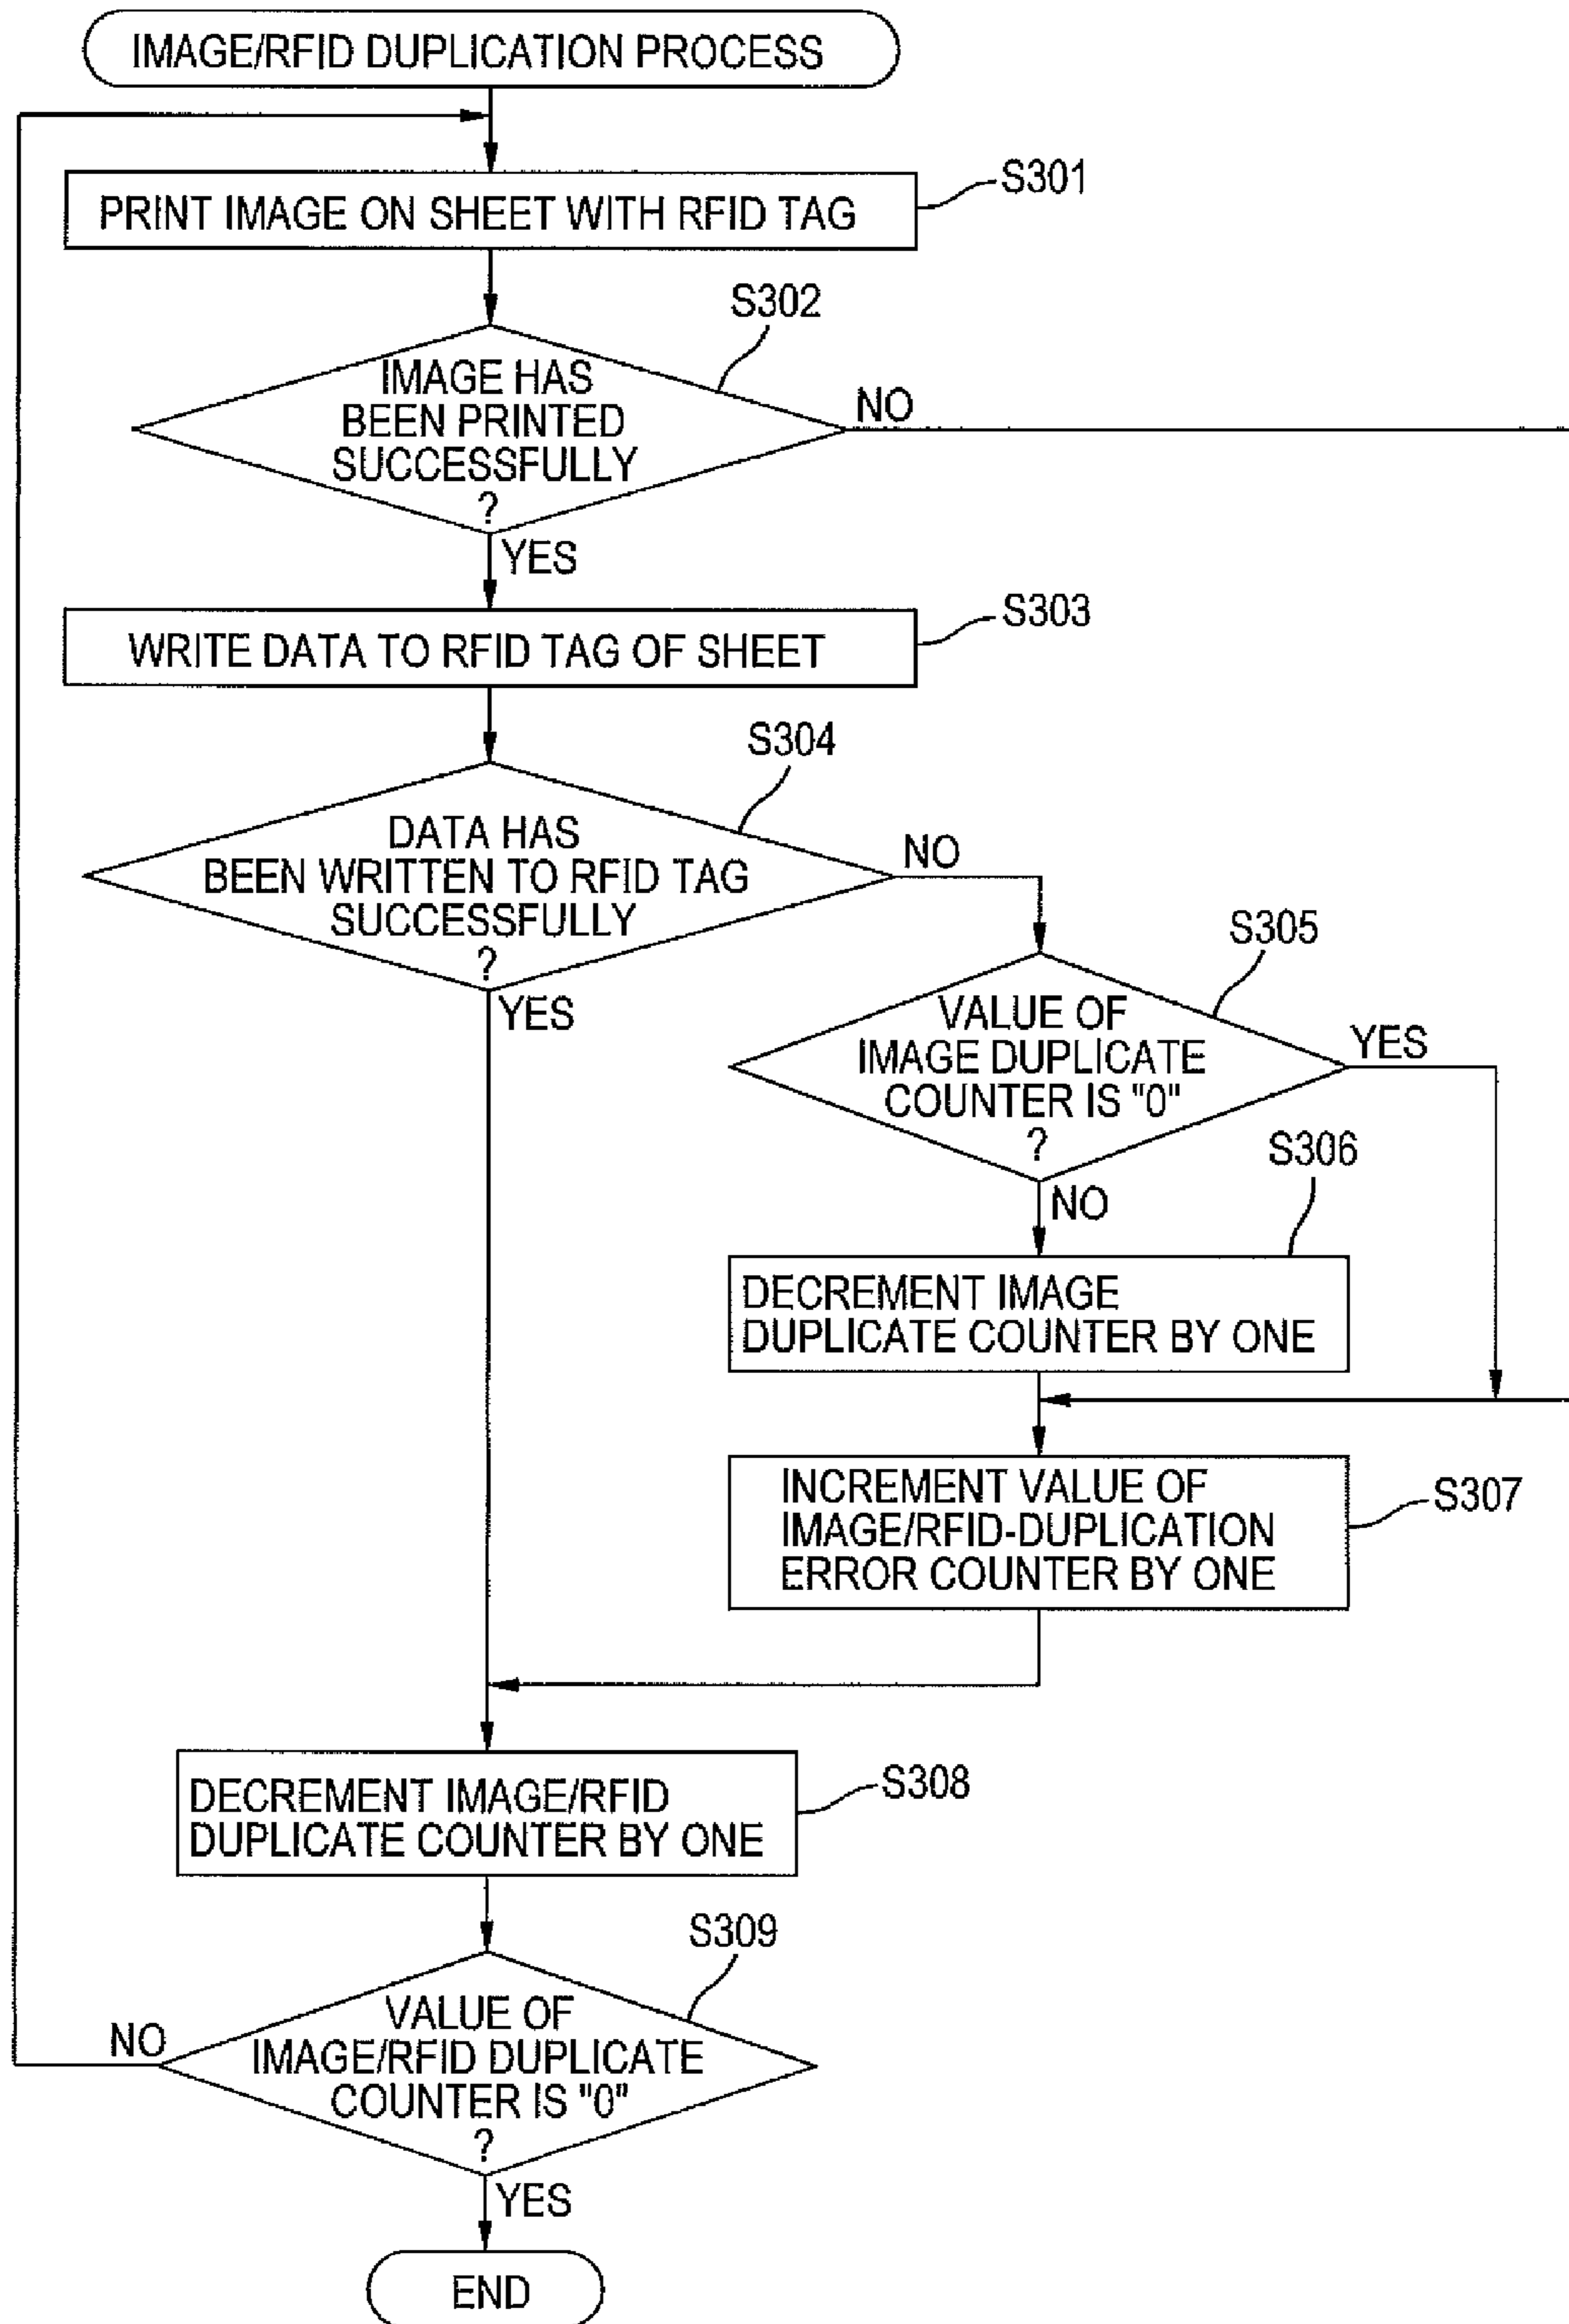 IMAGE/RFID DUPLICATION PROCESS
S301
PRINT IMAGE ON SHEET WITH RFID TAG
S302
IMAGE HAS
BEEN PRINTED
SUCCESSFULLY
?
NO
YES
S303
WRITE DATA TO RFID TAG OF SHEET
S304
DATA HAS
BEEN WRITTEN TO RFID TAG
SUCCESSFULLY
?
NO
YES
S305
VALUE OF
IMAGE DUPLICATE
COUNTER IS "0"
?
YES
NO
S306
DECREMENT IMAGE
DUPLICATE COUNTER BY ONE
S307
INCREMENT VALUE OF
IMAGE/RFID-DUPLICATION
ERROR COUNTER BY ONE
S308
DECREMENT IMAGE/RFID
DUPLICATE COUNTER BY ONE
S309
VALUE OF
IMAGE/RFID DUPLICATE
COUNTER IS "0"
?
NO
YES
END